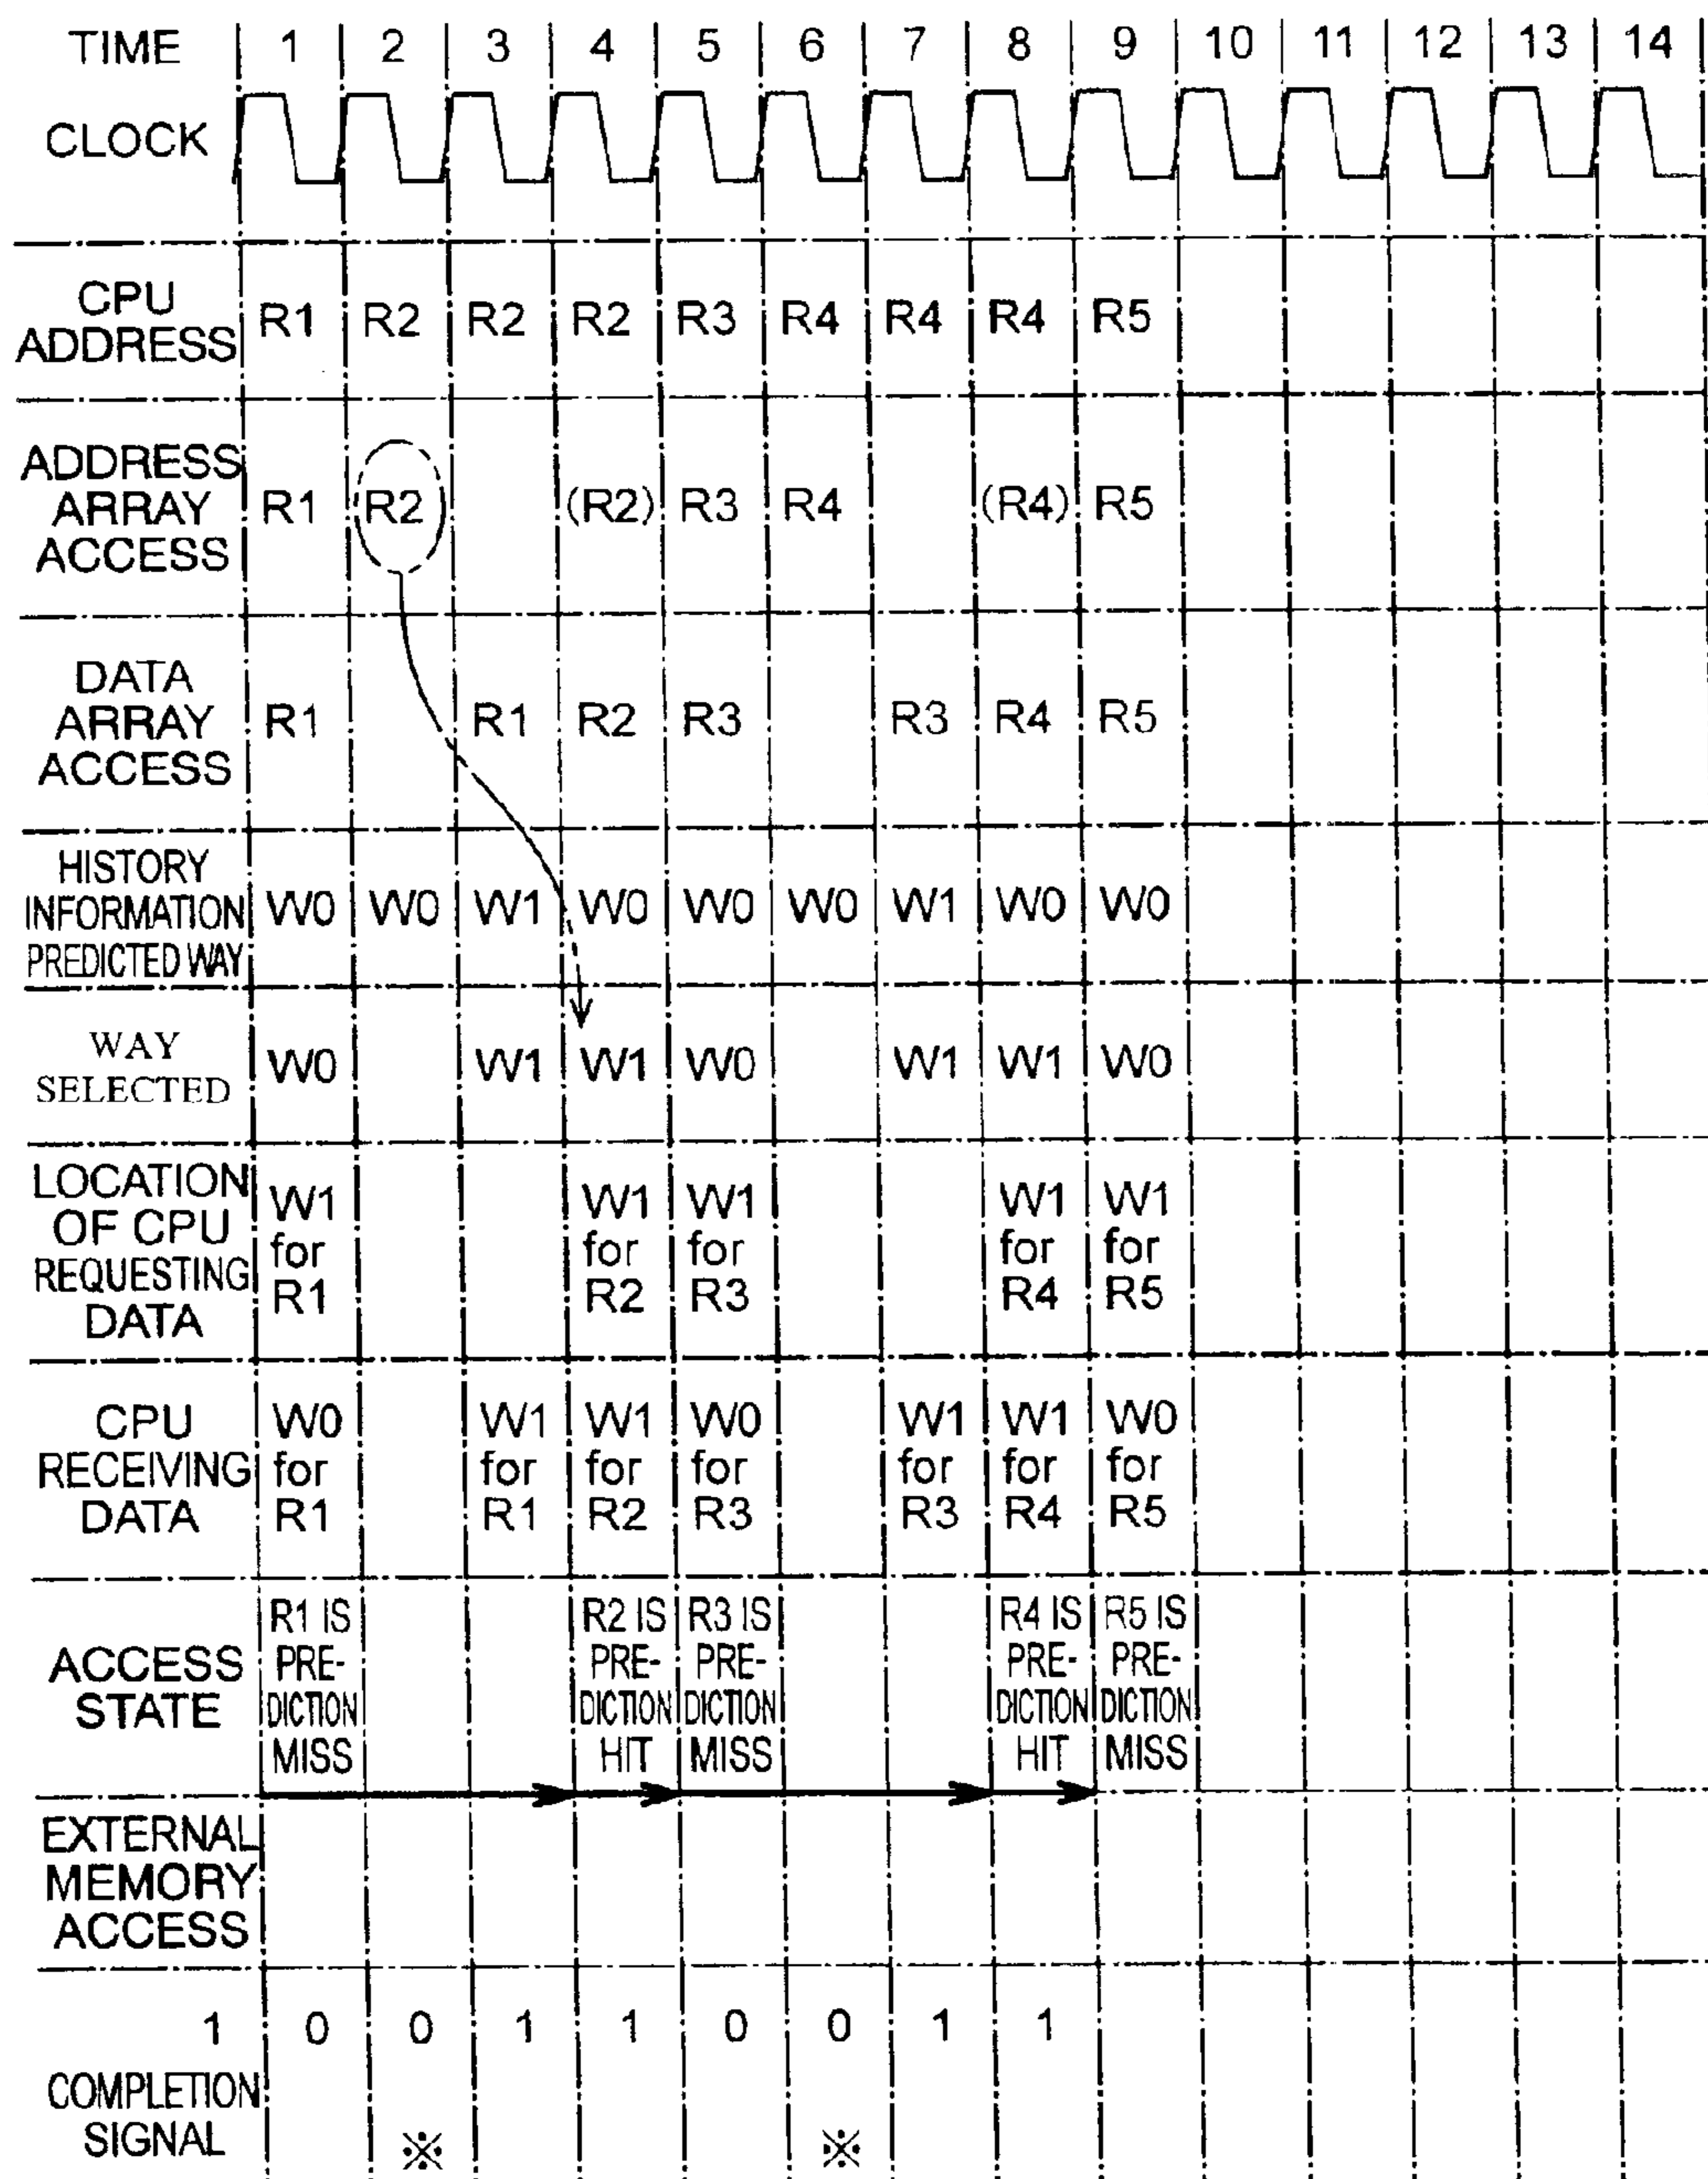 TIME 1 2 3 4 5 6 7 8 9 10 11 12 13 14
CLOCK
CPU
ADDRESS R1 R2 R2 R2 R3 R4 R4 R4 R5
ADDRESS
ARRAY
ACCESS R1 R2 (R2) R3 R4 (R4) R5
DATA
ARRAY
ACCESS R1 R1 R2 R3 R3 R4 R5
HISTORY
INFORMATION
PREDICTED WAY W0 W0 W1 W0 W0 W0 W1 W0 W0
WAY
SELECTED W0 W1 W1 W0 W1 W1 W0
LOCATION
OF CPU
REQUESTING
DATA
W1 W1 W1 W1 W1
for for for for for
R1 R2 R3 R4 R5
CPU
RECEIVING
DATA
W0 W1 W1 W0 W1 W1 W0
for for for for for for for
R1 R1 R2 R3 R3 R4 R5
ACCESS
STATE
R1 IS R2 IS R3 IS R4 IS R5 IS
PRE- PRE- PRE- PRE- PRE-
DICTION DICTION DICTION DICTION DICTION
MISS HIT MISS HIT MISS
EXTERNAL
MEMORY
ACCESS
1 0 0 1 1 0 0 1 1
COMPLETION
SIGNAL ※ ※